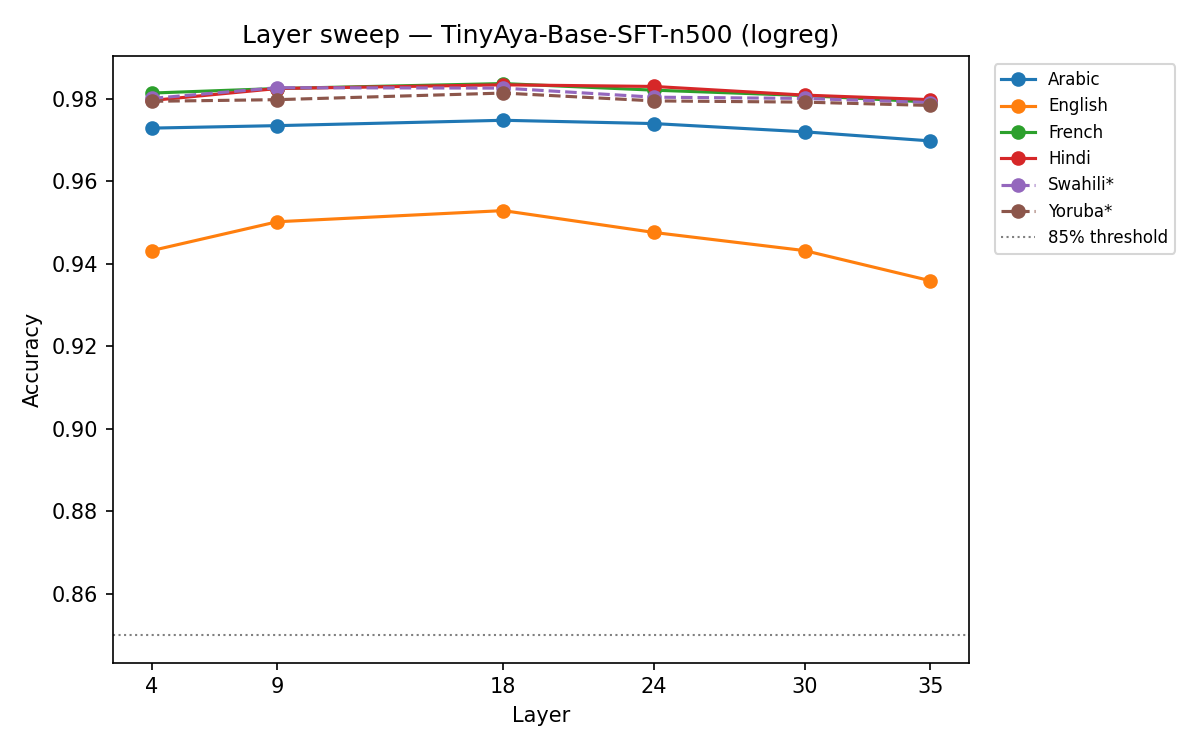 Layer sweep — TinyAya-Base-SFT-n500 (logreg)
Accuracy
0.98
0.96
0.94
0.92
0.90
0.88
0.86
4 9 18 24 30 35
Layer
Arabic
English
French
Hindi
Swahili*
Yoruba*
85% threshold